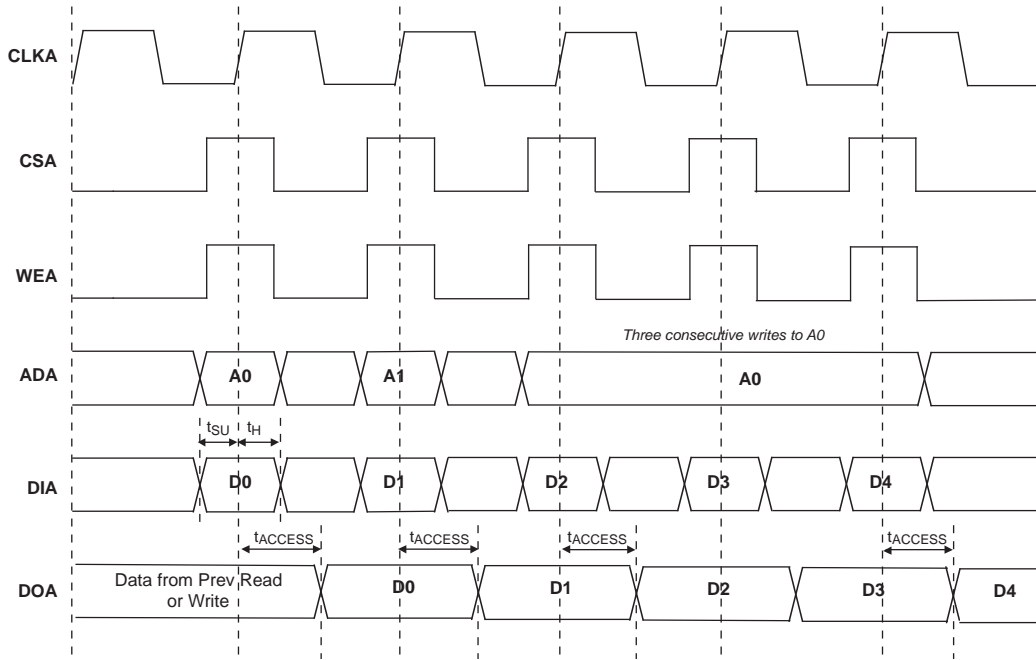 CLKA
CSA
WEA
Three consecutive writes to A0
ADA
A0
A1
A0
tSU
tH
DIA
D0
D1
D2
D3
D4
tACCESS
tACCESS
tACCESS
tACCESS
DOA
Data from Prev Read
or Write
D0
D1
D2
D3
D4